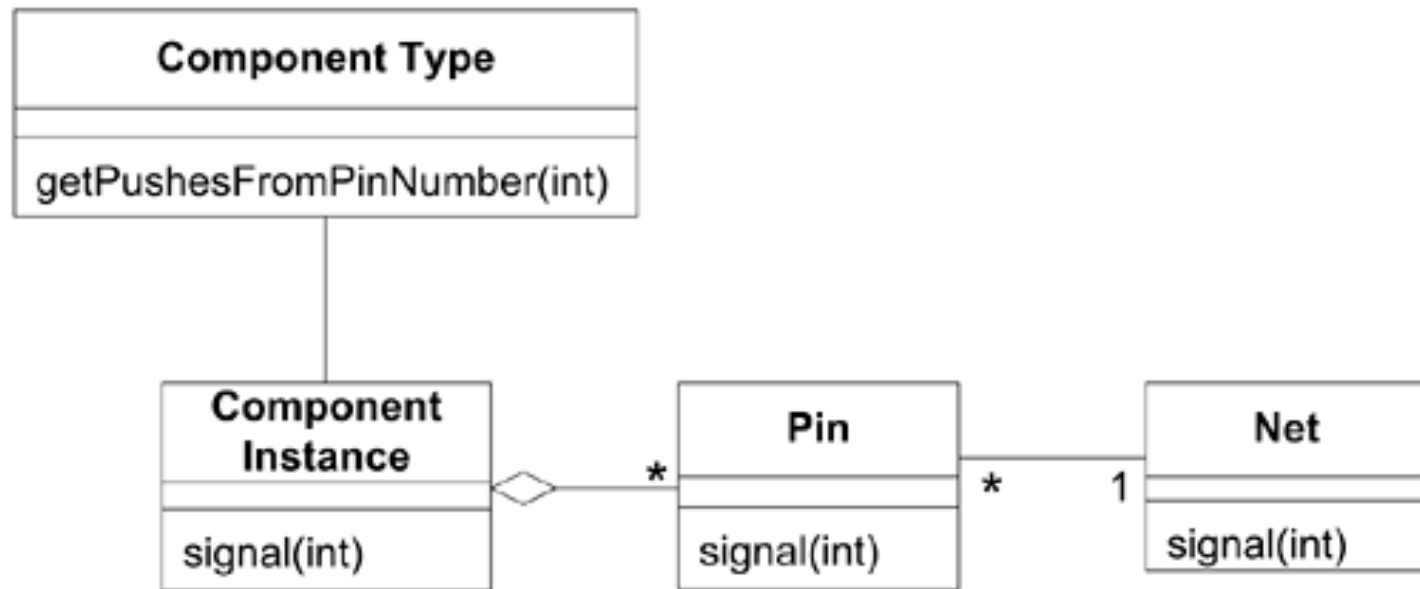 Component Type
getPushesFromPinNumber(int)
Component
Instance
signal(int)
*
Pin
signal(int)
*
1
Net
signal(int)